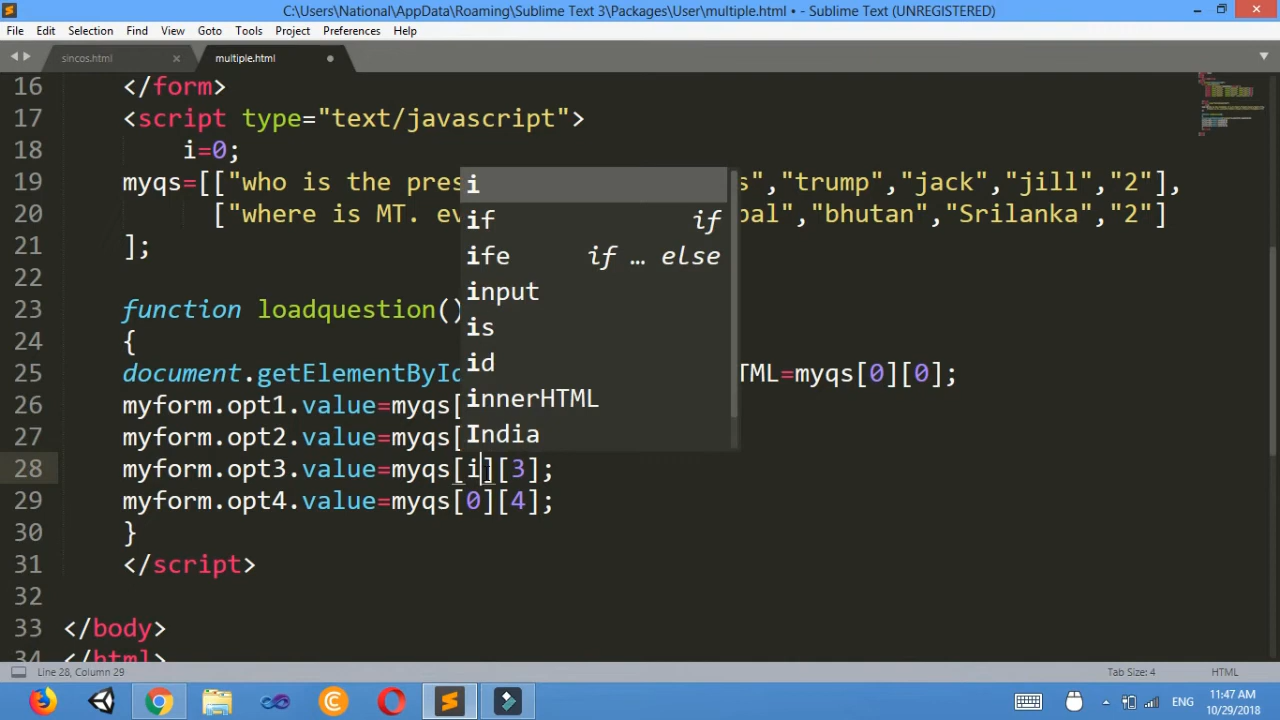 C:\Users\National\AppData\Roaming\Sublime Text 3\Packages\User\multiple.html • - Sublime Text (UNREGISTERED)
File Edit Selection Find View Goto Tools Project Preferences Help
sincos.html multiple.html
16 </form>
17 <script type="text/javascript">
18 i=0;
19 myqs=[["who is the pres s","trump","jack","jill","2"],
20 ["where is MT. ev pal","bhutan","Srilanka","2"]
21 ];
22
23 function loadquestion()
24 {
25 document.getElementById TML=myqs[0][0];
26 myform.opt1.value=myqs[
27 myform.opt2.value=myqs[
28 myform.opt3.value=myqs[i][3];
29 myform.opt4.value=myqs[0][4];
30 }
31 </script>
32
33 </body>
34 </html>
i
if if
ife if … else
input
is
id
innerHTML
India
Line 28, Column 29 Tab Size: 4 HTML
ENG 11:47 AM
10/29/2018